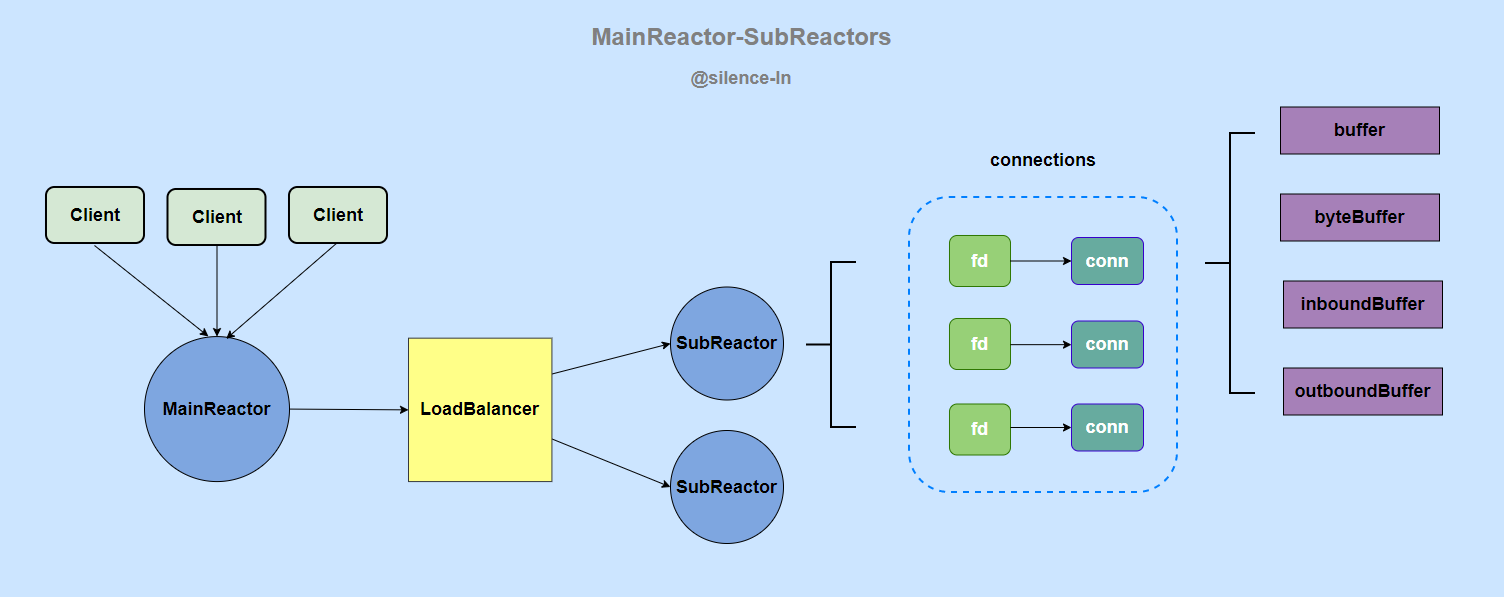 MainReactor-SubReactors
@silence-ln
Client
Client
Client
MainReactor
LoadBalancer
SubReactor
SubReactor
connections
fd
conn
fd
conn
fd
conn
buffer
byteBuffer
inboundBuffer
outboundBuffer